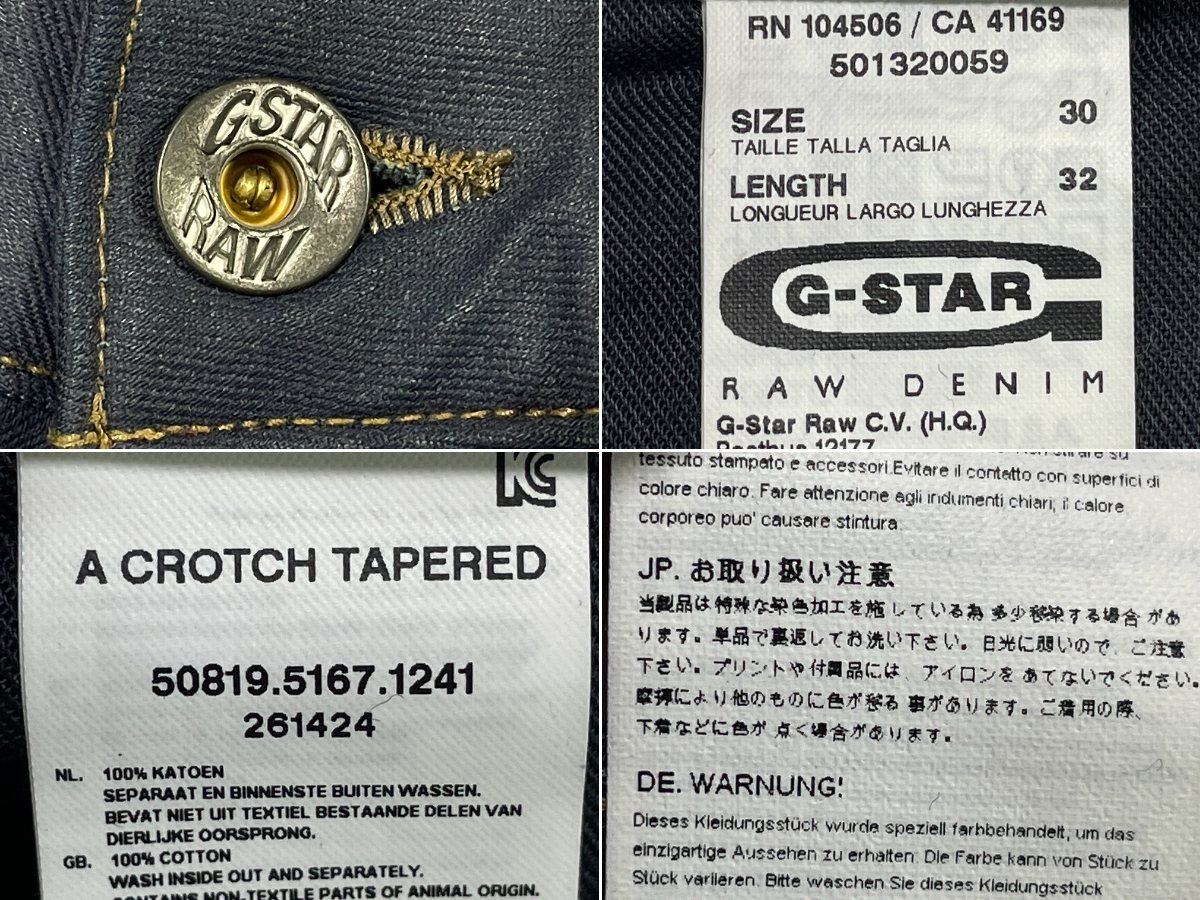 G-STAR
RAW
RN 104506 / CA 41169
501320059
SIZE 30
TAILLE TALLA TAGLIA
LENGTH 32
LONGUEUR LARGO LUNGHEZZA
G-STAR
RAW DENIM
G-Star Raw C.V. (H.Q.)
12177
KC
A CROTCH TAPERED
50819.5167.1241
261424
NL. 100% KATOEN
SEPARAAT EN BINNENSTE BUITEN WASSEN.
BEVAT NIET UIT TEXTIEL BESTAANDE DELEN VAN
DIERLIJKE OORSPRONG.
GB. 100% COTTON
WASH INSIDE OUT AND SEPARATELY.
CONTAINS NON-TEXTILE PARTS OF ANIMAL ORIGIN.
tessuto stampato e accessori.Evitare il contatto con superfici di
colore chiaro. Fare attenzione agli indumenti chiari, il calore
corporeo puo' causare stintura.
JP. お取り扱い注意
当製品は特殊な染色加工を施している為 多少移染する場合 があ
ります。単品で裏返してお洗い下さい。日光に弱いので、ご注意
下さい。プリントや付属品には、アイロンを あてないでください。
摩擦により他のものに色が移る 事があります。ご着用の際、
下着などに色が 点く場合があります。
DE. WARNUNG!
Dieses Kleidungsstück wurde speziell farbbehandelt, um das
einzigartige Aussehen zu erhalten. Die Farbe kann von Stück zu
Stück variieren. Bitte waschen Sie dieses Kleidungsstück